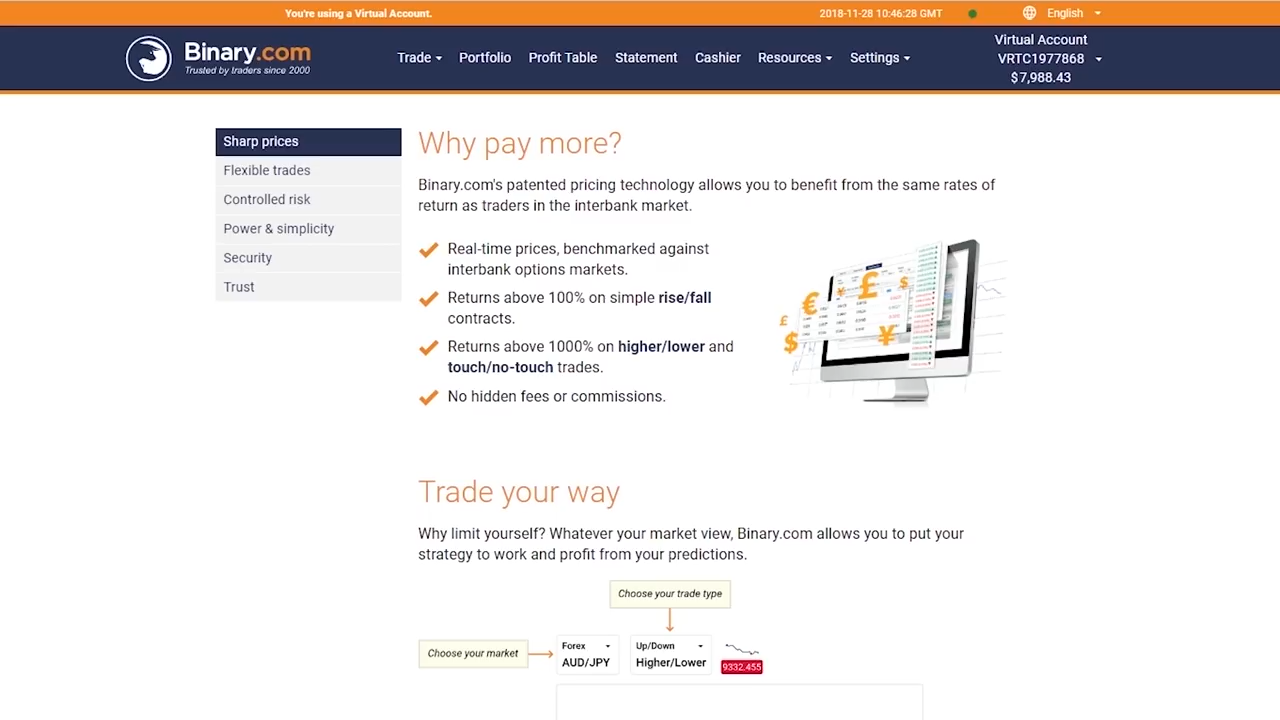 You're using a Virtual Account.
2018-11-28 10:46:28 GMT
English
Binary.com
Trusted by traders since 2000
Trade
Portfolio
Profit Table
Statement
Cashier
Resources
Settings
Virtual Account
VRTC1977868
$7,988.43
Sharp prices
Flexible trades
Controlled risk
Power & simplicity
Security
Trust
Why pay more?
Binary.com's patented pricing technology allows you to benefit from the same rates of
return as traders in the interbank market.
Real-time prices, benchmarked against
interbank options markets.
Returns above 100% on simple rise/fall
contracts.
Returns above 1000% on higher/lower and
touch/no-touch trades.
No hidden fees or commissions.
Trade your way
Why limit yourself? Whatever your market view, Binary.com allows you to put your
strategy to work and profit from your predictions.
Choose your trade type
Choose your market
Forex
AUD/JPY
Up/Down
Higher/Lower
9332.455